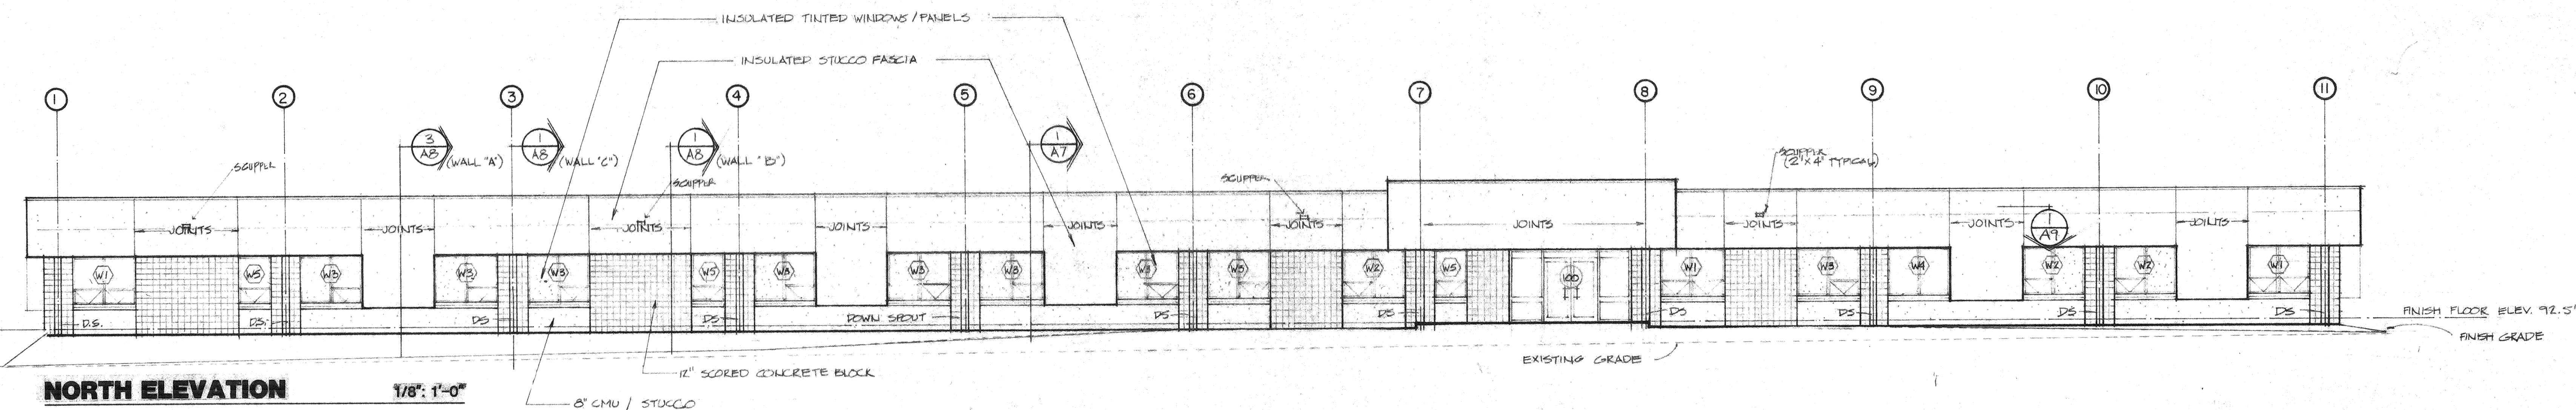 INSULATED TINTED WINDOWS/PANELS
INSULATED STUCCO FASCIA
1 2 3 4 5 6 7 8 9 10 11
3
A8
(WALL "A")
1
A8
(WALL "C")
1
A8
(WALL "B")
1
A7
SCUPPER
SCUPPER
SCUPPER
SCUPPER
(2"X4" TYPICAL)
JOINTS JOINTS JOINTS JOINTS JOINTS JOINTS JOINTS JOINTS JOINTS JOINTS
1
A9
W1 W5 W3 W3 W3 W5 W3 W3 W3 W3 W3 W2 W5 100 W1 W3 W4 W2 W2 W1
D.S. D.S. DS DS DOWN SPOUT DS DS DS DS DS DS
FINISH FLOOR ELEV. 92.5'
FINISH GRADE
EXISTING GRADE
12" SCORED CONCRETE BLOCK
8" CMU / STUCCO
NORTH ELEVATION 1/8": 1'-0"